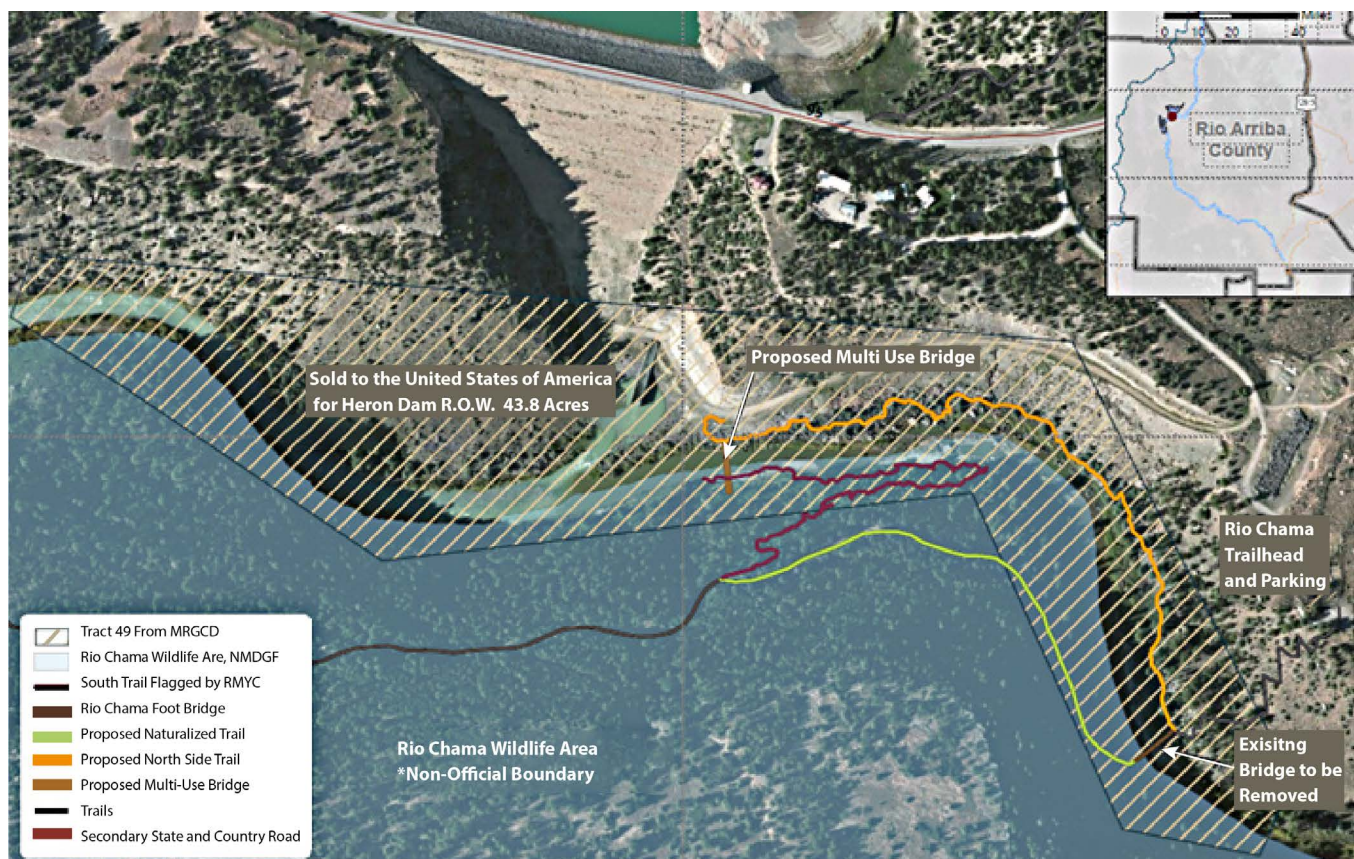 Miles
0 10 20 40
285
Rio Arriba
County
95
Proposed Multi Use Bridge
Sold to the United States of America
for Heron Dam R.O.W. 43.8 Acres
Rio Chama
Trailhead
and Parking
Tract 49 From MRGCD
Rio Chama Wildlife Are, NMDGF
South Trail Flagged by RMYC
Rio Chama Foot Bridge
Proposed Naturalized Trail
Proposed North Side Trail
Proposed Multi-Use Bridge
Trails
Secondary State and Country Road
Rio Chama Wildlife Area
*Non-Official Boundary
Exisitng
Bridge to be
Removed